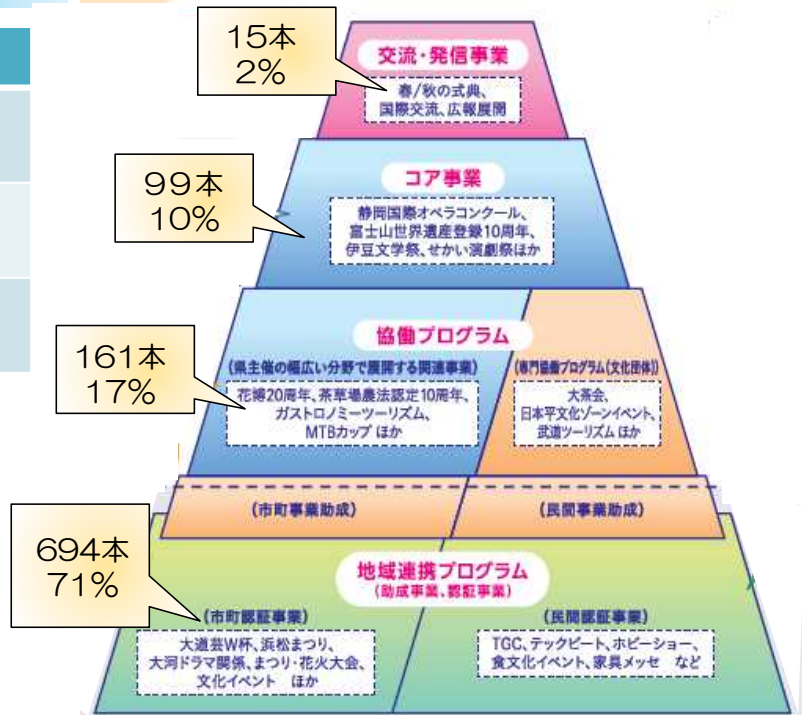 15本
2%
交流・発信事業
春/秋の式典、
国際交流、広報展開
99本
10%
コア事業
静岡国際オペラコンクール、
富士山世界遺産登録10周年、
伊豆文学祭、せかい演劇祭ほか
161本
17%
協働プログラム
(県主催の幅広い分野で展開する関連事業)
花博20周年、茶草場農法認定10周年、
ガストロノミーツーリズム、
MTBカップ ほか
(専門協働プログラム(文化団体))
大茶会、
日本平文化ゾーンイベント、
武道ツーリズム ほか
(市町事業助成)
(民間事業助成)
694本
71%
地域連携プログラム
(助成事業、認証事業)
(市町認証事業)
大道芸W杯、浜松まつり、
大河ドラマ関係、まつり・花火大会、
文化イベント ほか
(民間認証事業)
TGC、テックビート、ホビーショー、
食文化イベント、家具メッセ など